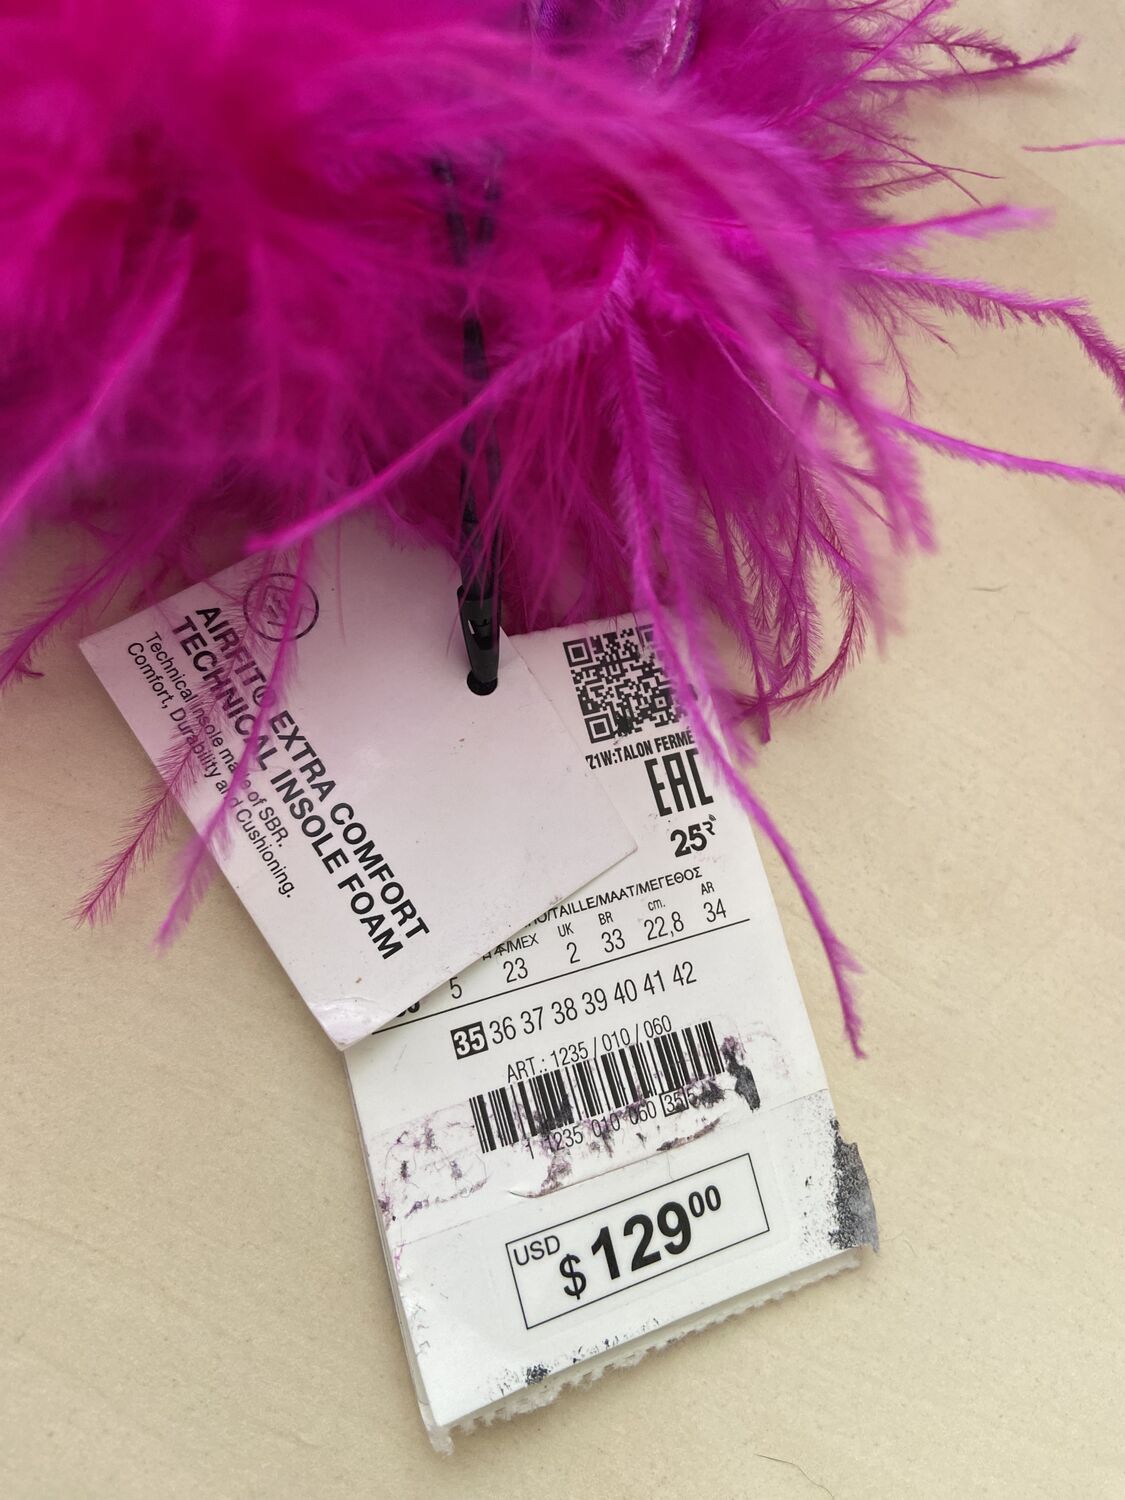 AIRFIT® EXTRA COMFORT
TECHNICAL INSOLE FOAM
Technical insole made of SBR.
Comfort, Durability and Cushioning.
Z1W:TALON FERMÉ
EAC
25
/TAILLE/MAAT/ΜΕΓΕΘΟΣ
/MEX UK BR cm. AR
5 23 2 33 22,8 34
35 36 37 38 39 40 41 42
ART.: 1235 / 010 / 060
1 1235 010 060 35 5
USD
$129⁰⁰